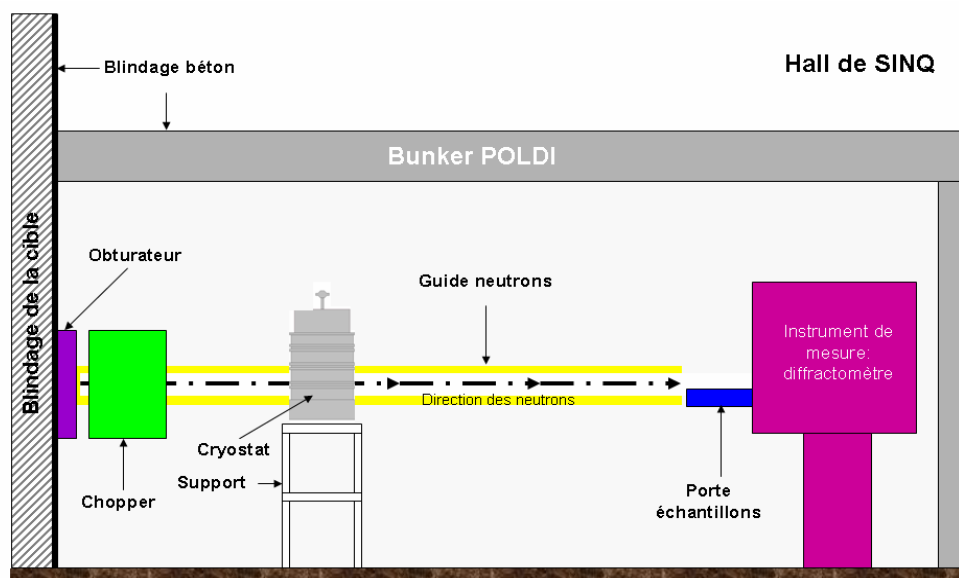 Blindage béton
Hall de SINQ
Bunker POLDI
Blindage de la cible
Obturateur
Guide neutrons
Instrument de
mesure:
diffractomètre
Direction des neutrons
Cryostat
Support
Chopper
Porte
échantillons